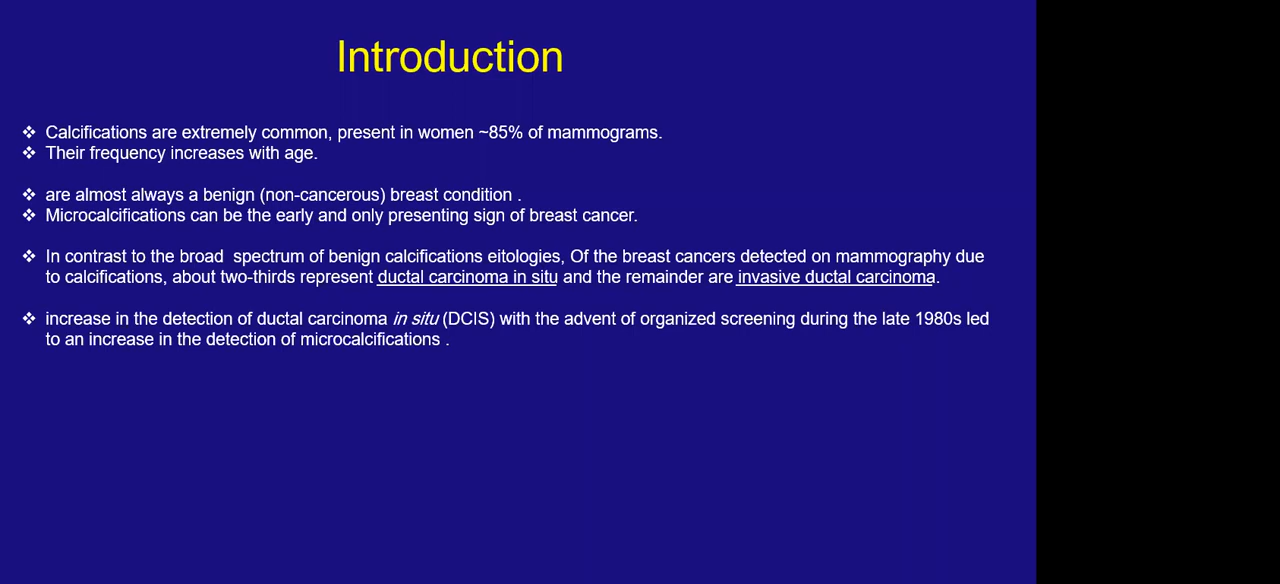 Introduction
❖ Calcifications are extremely common, present in women ~85% of mammograms.
❖ Their frequency increases with age.
❖ are almost always a benign (non-cancerous) breast condition .
❖ Microcalcifications can be the early and only presenting sign of breast cancer.
❖ In contrast to the broad  spectrum of benign calcifications eitologies, Of the breast cancers detected on mammography due
to calcifications, about two-thirds represent ductal carcinoma in situ and the remainder are invasive ductal carcinoma.
❖ increase in the detection of ductal carcinoma in situ (DCIS) with the advent of organized screening during the late 1980s led
to an increase in the detection of microcalcifications .